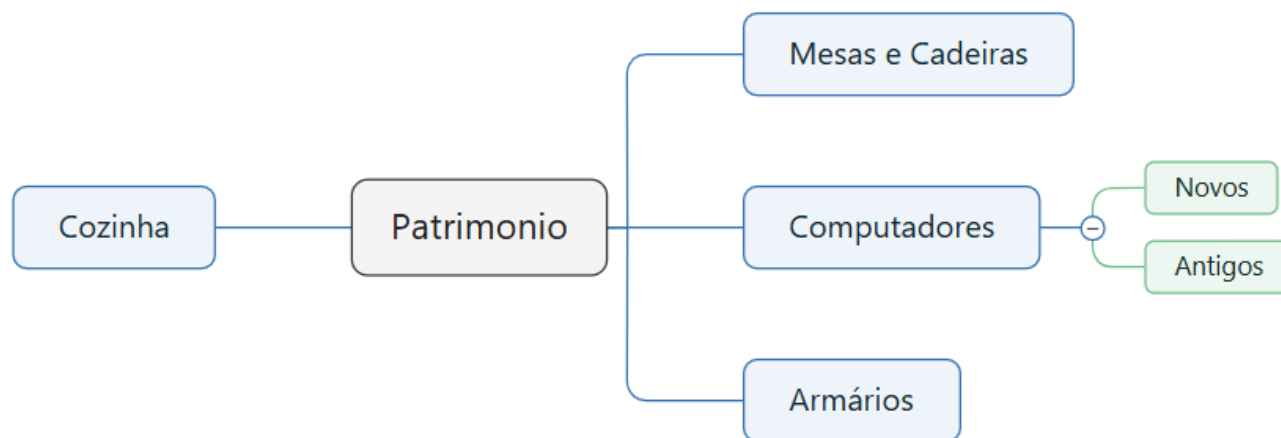 Mesas e Cadeiras
Cozinha
Patrimonio
Computadores
Novos
Antigos
Armários